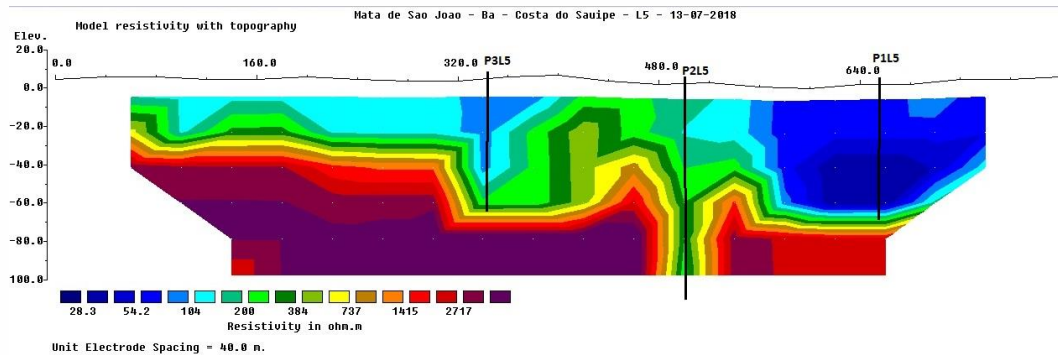 Mata de Sao Joao - Ba - Costa do Sauipe - L5 - 13-07-2018
Model resistivity with topography
Elev.
20.0
0.0
160.0
320.0
P3L5
480.0
P2L5
P1L5
640.0
0.0
-20.0
-40.0
-60.0
-80.0
100.0
28.3 54.2 104 200 384 737 1415 2717
Resistivity in ohm.m
Unit Electrode Spacing = 40.0 m.